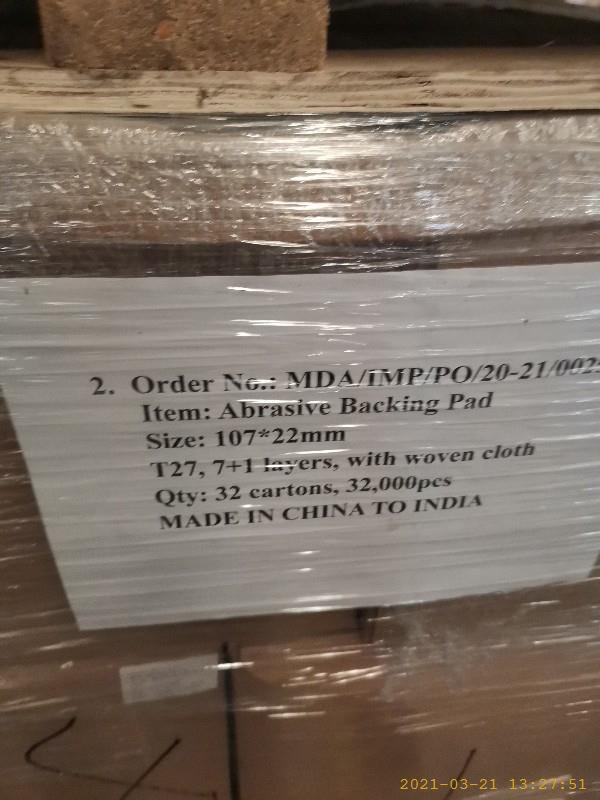 2. Order No.: MDA/IMP/PO/20-21/002
Item: Abrasive Backing Pad
Size: 107*22mm
T27, 7+1 layers, with woven cloth
Qty: 32 cartons, 32,000pcs
MADE IN CHINA TO INDIA
2021-03-21 13:27:51